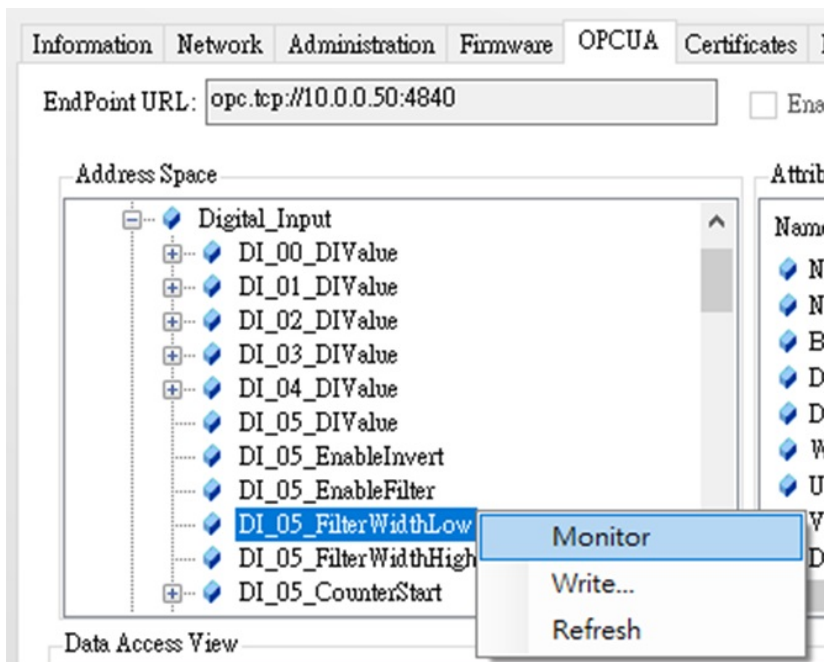 Information Network Administration Firmware OPCUA Certificates
EndPoint URL: opc.tcp://10.0.0.50:4840
Address Space
Digital_Input
DI_00_DIValue
DI_01_DIValue
DI_02_DIValue
DI_03_DIValue
DI_04_DIValue
DI_05_DIValue
DI_05_EnableInvert
DI_05_EnableFilter
DI_05_FilterWidthLow
DI_05_FilterWidthHigh
DI_05_CounterStart
Monitor
Write...
Refresh
Data Access View